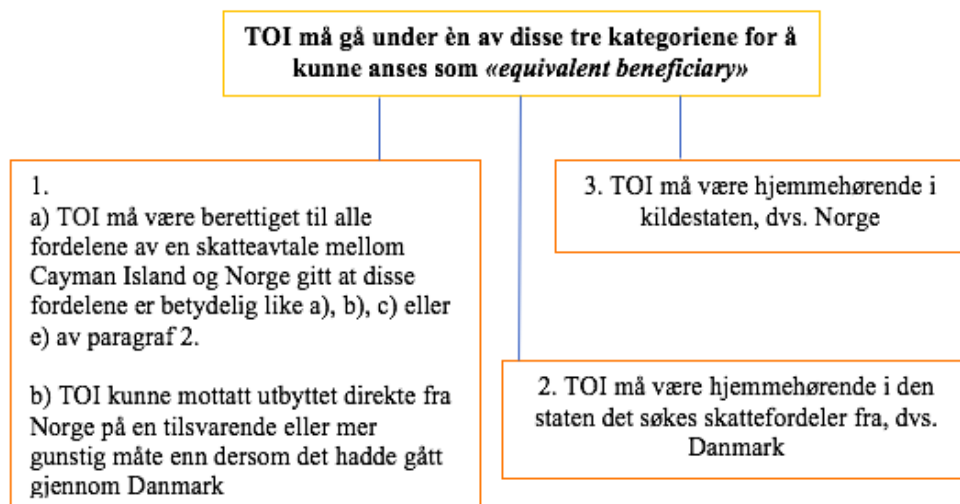 TOI må gå under èn av disse tre kategoriene for å
kunne anses som «equivalent beneficiary»
1.
a) TOI må være berettiget til alle
fordelene av en skatteavtale mellom
Cayman Island og Norge gitt at disse
fordelene er betydelig like a), b), c) eller
e) av paragraf 2.
b) TOI kunne mottatt utbyttet direkte fra
Norge på en tilsvarende eller mer
gunstig måte enn dersom det hadde gått
gjennom Danmark
3. TOI må være hjemmehørende i
kildestaten, dvs. Norge
2. TOI må være hjemmehørende i den
staten det søkes skattefordeler fra, dvs.
Danmark